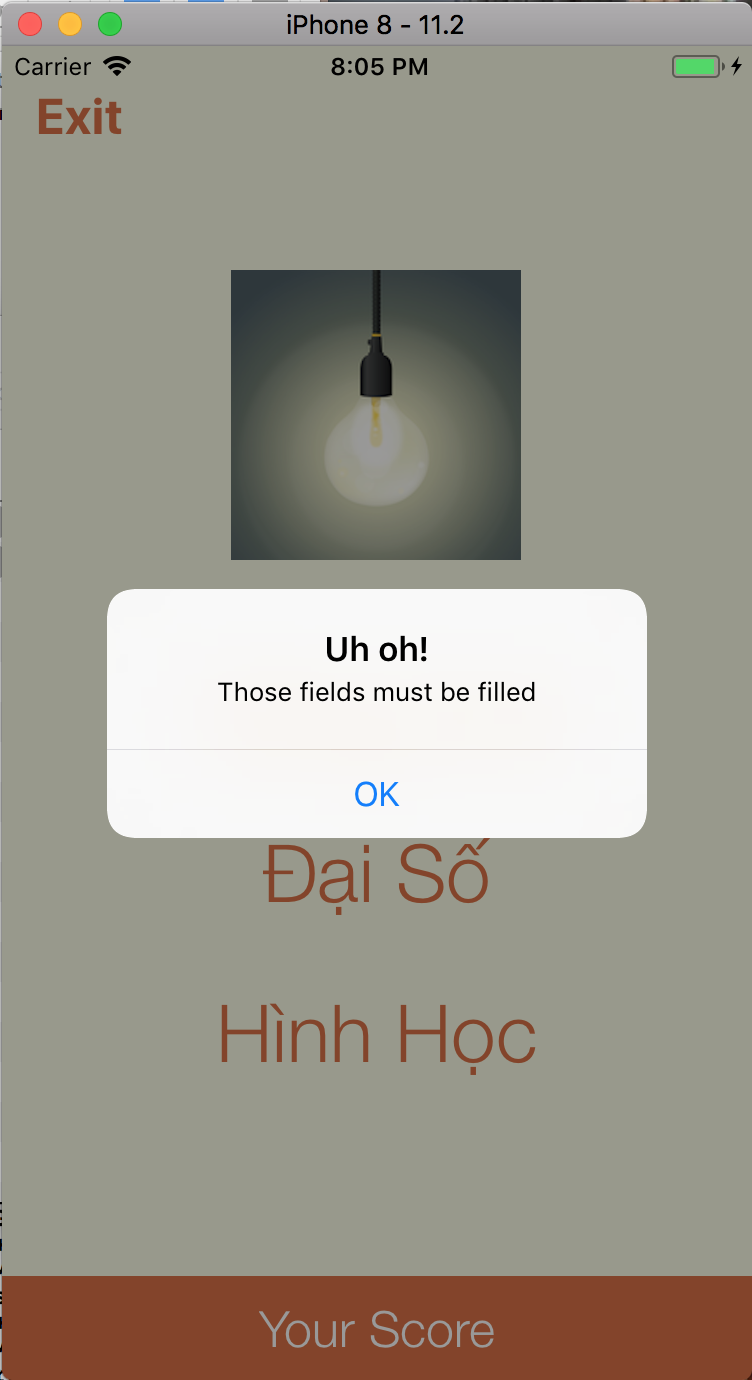 iPhone 8 - 11.2
Carrier 8:05 PM
Exit
Uh oh!
Those fields must be filled
OK
Đại Số
Hình Học
Your Score